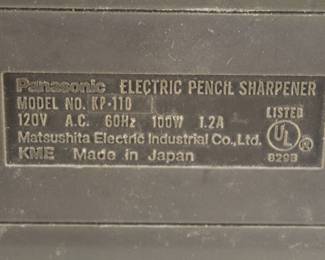 Panasonic ELECTRIC PENCIL SHARPENER
MODEL NO. KP-110
120V A.C. 60Hz 100W 1.2A
LISTED
UL
Matsushita Electric Industrial Co., Ltd.
829B
KME Made in Japan